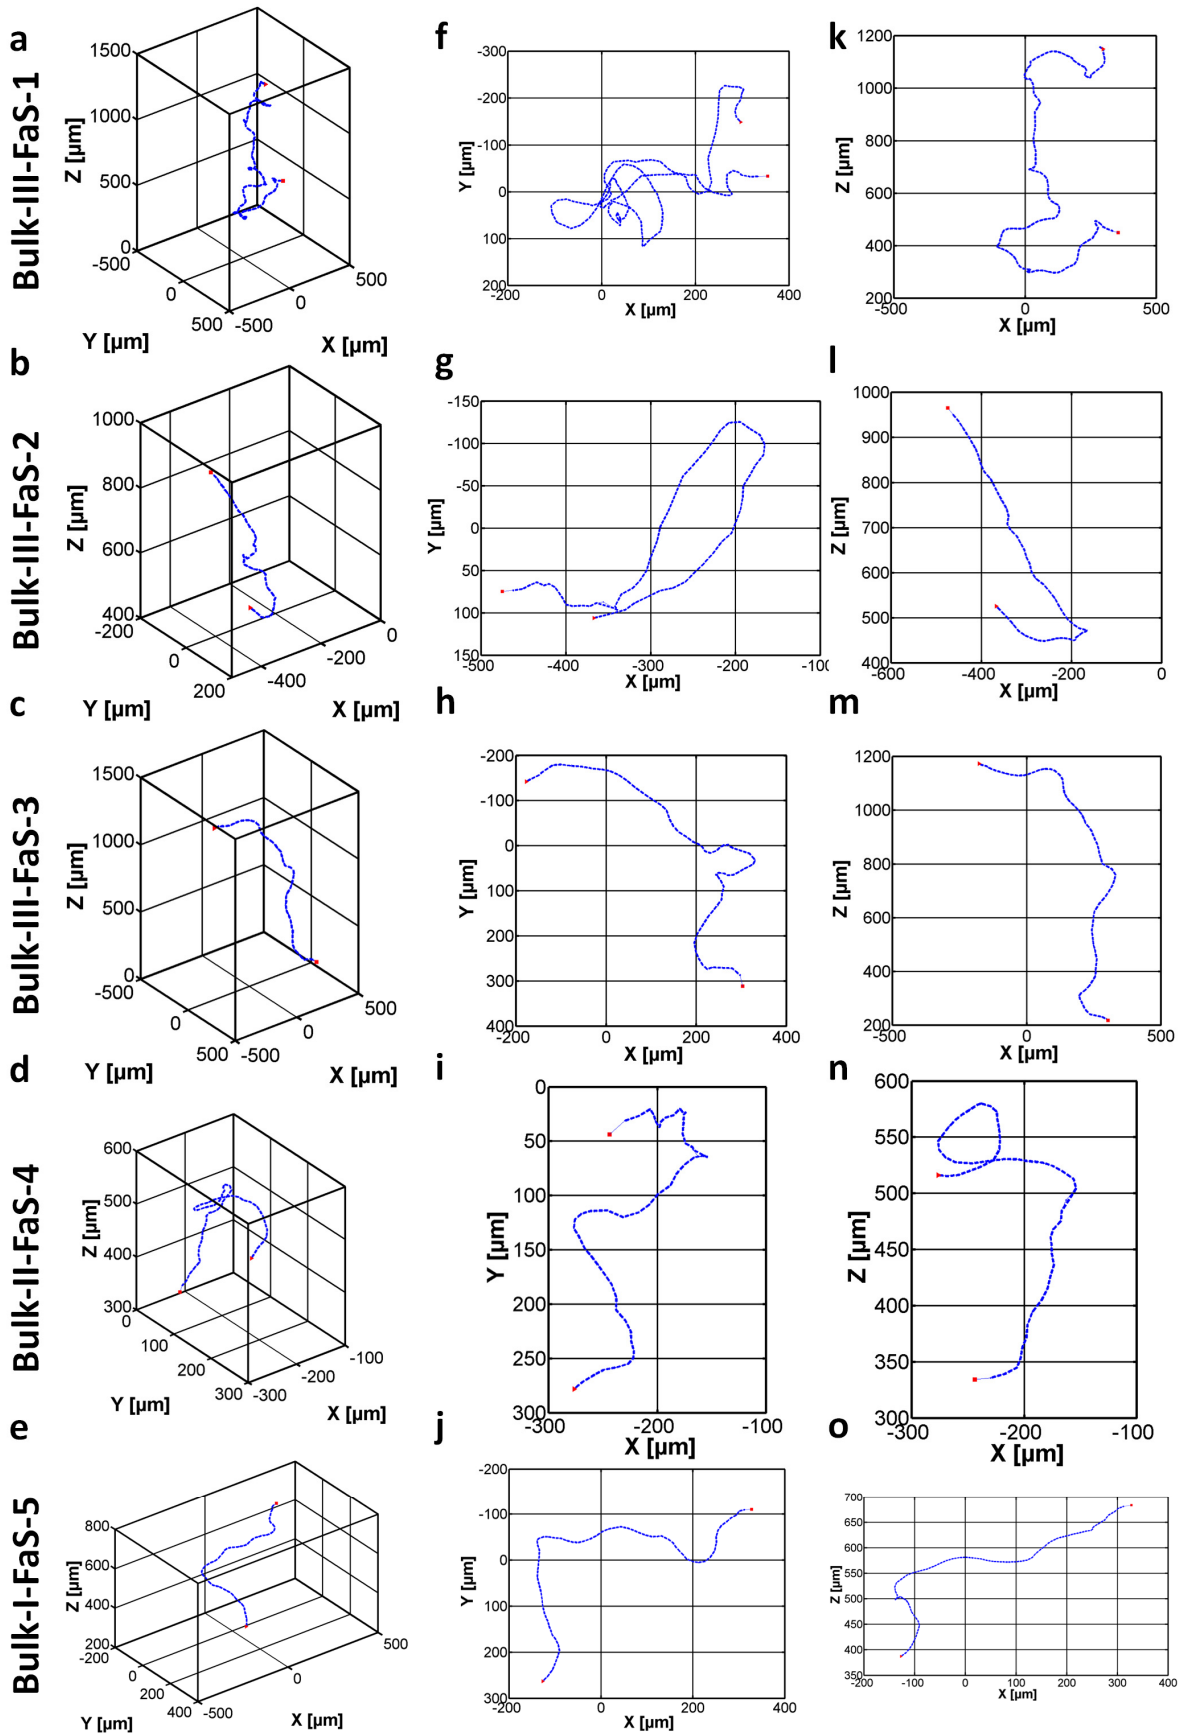 a
Bulk-III-FaS-1
1500
1000
500
0
-500
0
500
-500
0
500
Z [µm]
Y [µm]
X [µm]
f
-300
-200
-100
0
100
200
-200
0
200
400
Y [µm]
X [µm]
k
1200
1000
800
600
400
200
-500
0
500
Z [µm]
X [µm]
b
Bulk-III-FaS-2
1000
800
600
400
-200
0
200
-400
-200
0
Z [µm]
Y [µm]
X [µm]
g
-150
-100
-50
0
50
100
150
-500
-400
-300
-200
-100
Y [µm]
X [µm]
l
1000
900
800
700
600
500
400
-600
-400
-200
0
Z [µm]
X [µm]
c
Bulk-III-FaS-3
1500
1000
500
0
-500
0
500
-500
0
500
Z [µm]
Y [µm]
X [µm]
h
-200
-100
0
100
200
300
400
-200
0
200
400
Y [µm]
X [µm]
m
1200
1000
800
600
400
200
-500
0
500
Z [µm]
X [µm]
d
Bulk-II-FaS-4
600
500
400
300
0
100
200
300
-300
-200
-100
Z [µm]
Y [µm]
X [µm]
i
0
50
100
150
200
250
300
-300
-200
-100
Y [µm]
X [µm]
n
600
550
500
450
400
350
300
-300
-200
-100
Z [µm]
X [µm]
e
Bulk-I-FaS-5
800
600
400
200
-200
0
200
400
-500
0
500
Z [µm]
Y [µm]
X [µm]
j
-200
-100
0
100
200
300
-200
0
200
400
Y [µm]
X [µm]
o
700
650
600
550
500
450
400
350
-200
-100
0
100
200
300
400
Z [µm]
X [µm]